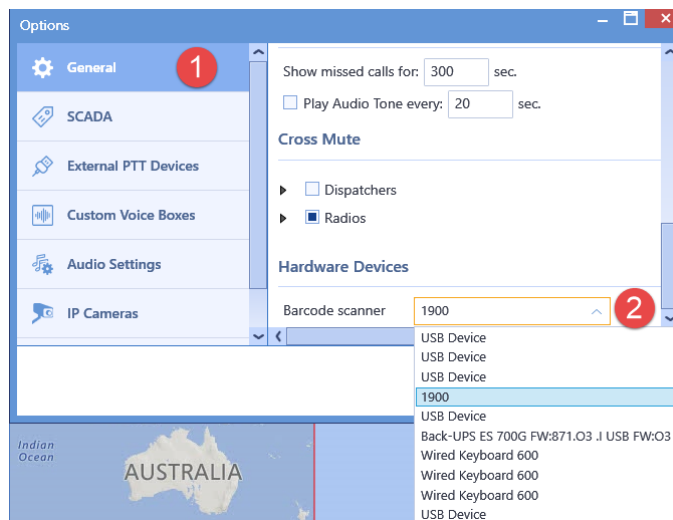 Options
General
1
SCADA
External PTT Devices
Custom Voice Boxes
Audio Settings
IP Cameras
Show missed calls for: 300 sec.
Play Audio Tone every: 20 sec.
Cross Mute
Dispatchers
Radios
Hardware Devices
Barcode scanner 1900
2
USB Device
USB Device
USB Device
1900
USB Device
Back-UPS ES 700G FW:871.O3 .I USB FW:O3
Wired Keyboard 600
Wired Keyboard 600
Wired Keyboard 600
USB Device
Indian
Ocean
AUSTRALIA